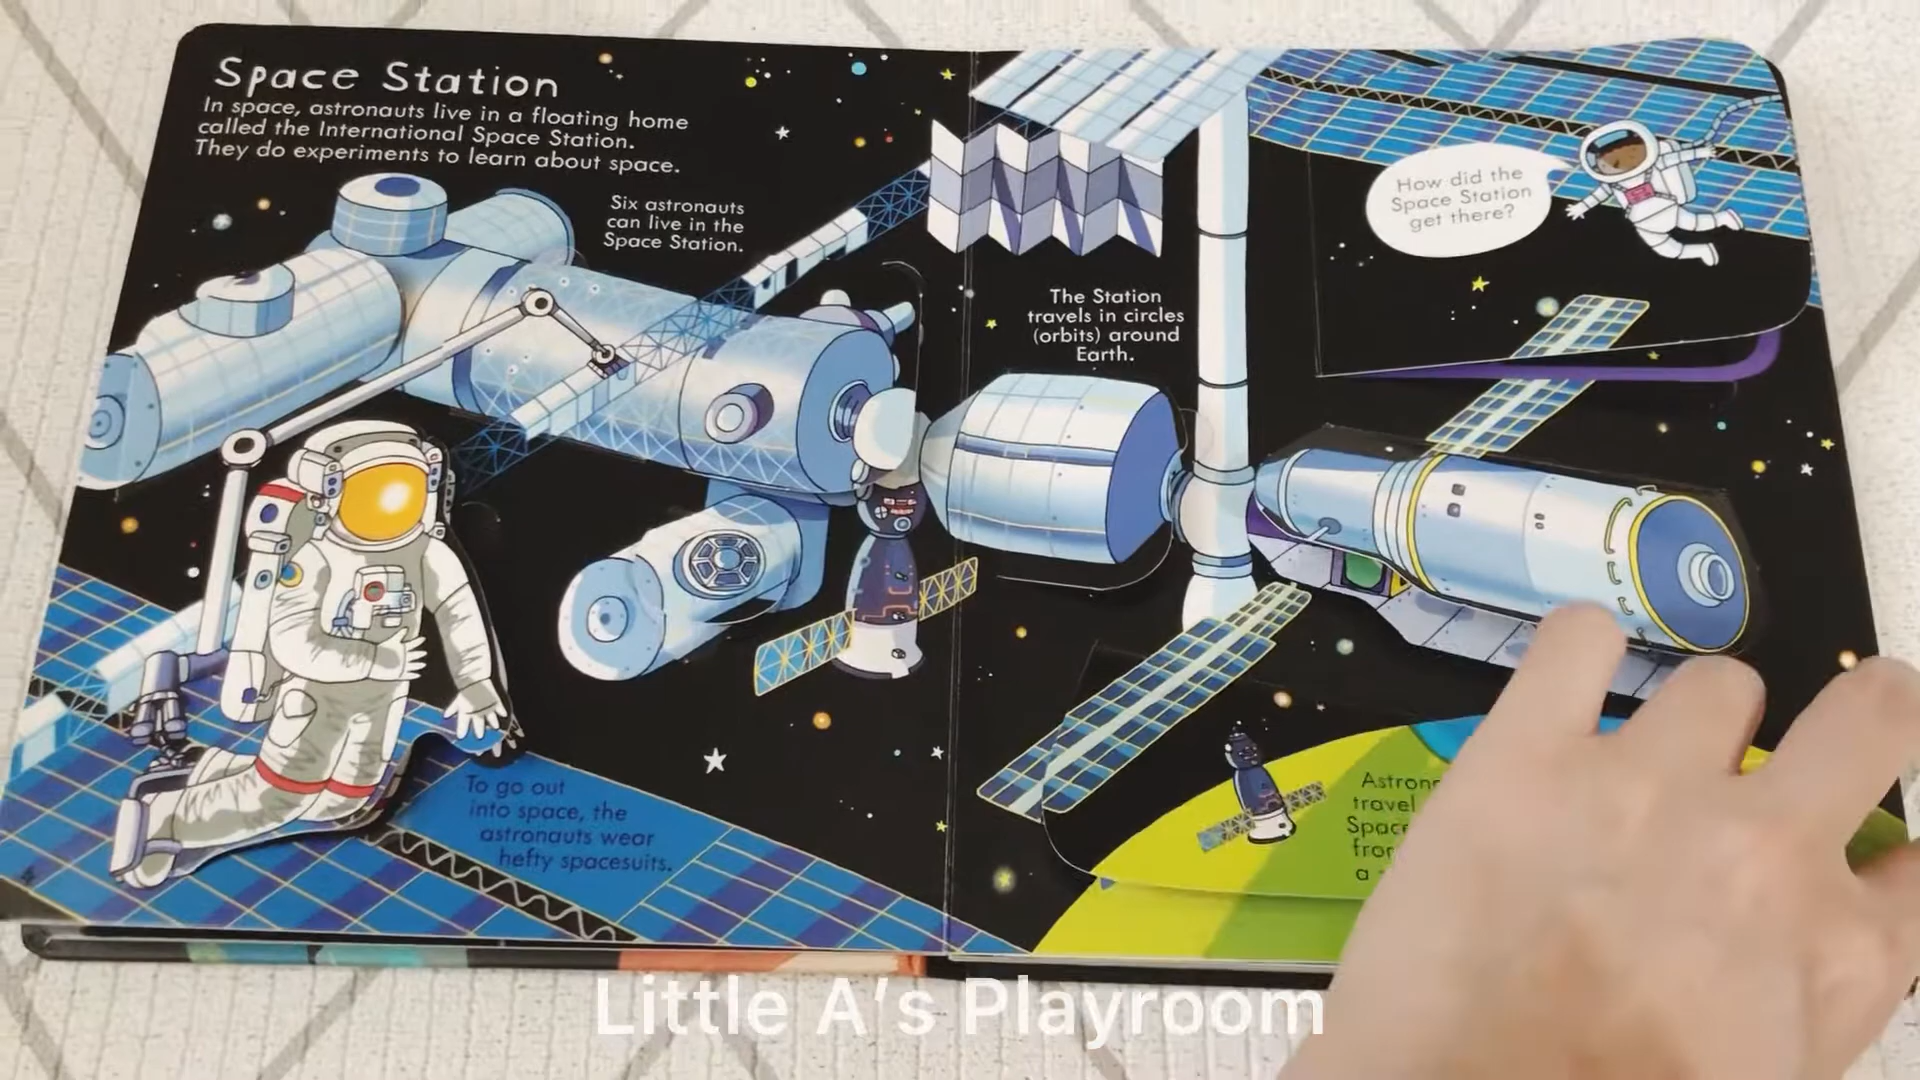 Space Station
In space, astronauts live in a floating home
called the International Space Station.
They do experiments to learn about space.
Six astronauts
can live in the
Space Station.
The Station
travels in circles
(orbits) around
Earth.
How did the
Space Station
get there?
To go out
into space, the
astronauts wear
hefty spacesuits.
travel
a
Little A's Playroom